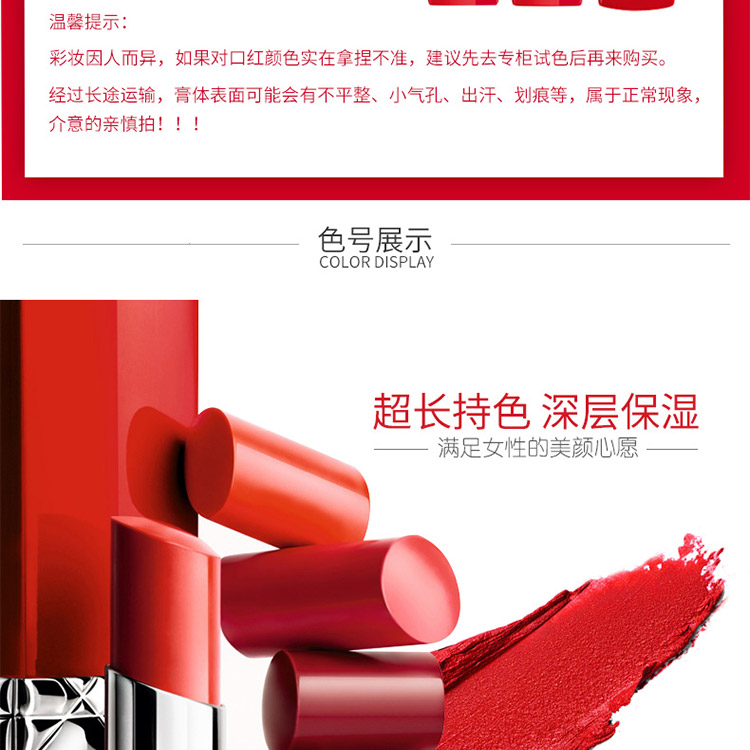 温馨提示：
彩妆因人而异，如果对口红颜色实在拿捏不准，建议先去专柜试色后再来购买。
经过长途运输，膏体表面可能会有不平整、小气孔、出汗、划痕等，属于正常现象，
介意的亲慎拍！！！
色号展示
COLOR DISPLAY
超长持色 深层保湿
满足女性的美颜心愿